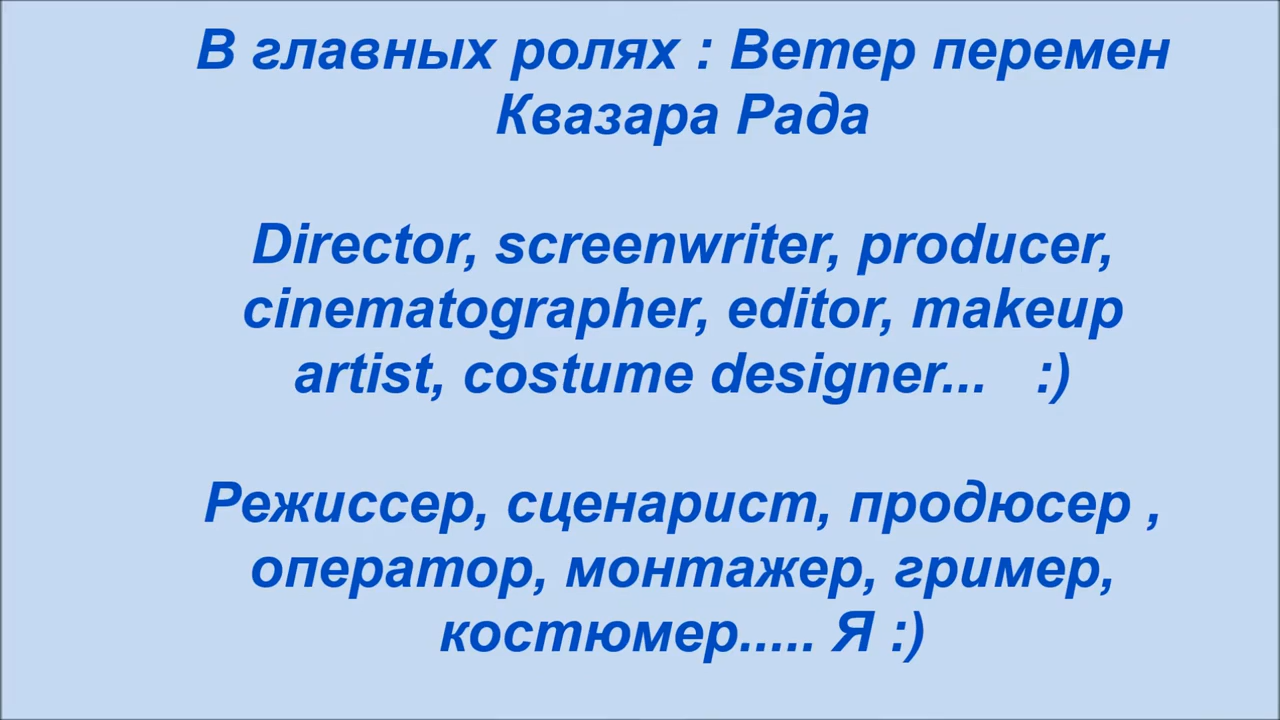 В главных ролях : Ветер перемен
Квазара Рада
Director, screenwriter, producer,
cinematographer, editor, makeup
artist, costume designer... :)
Режиссер, сценарист, продюсер ,
оператор, монтажер, гример,
костюмер..... Я :)